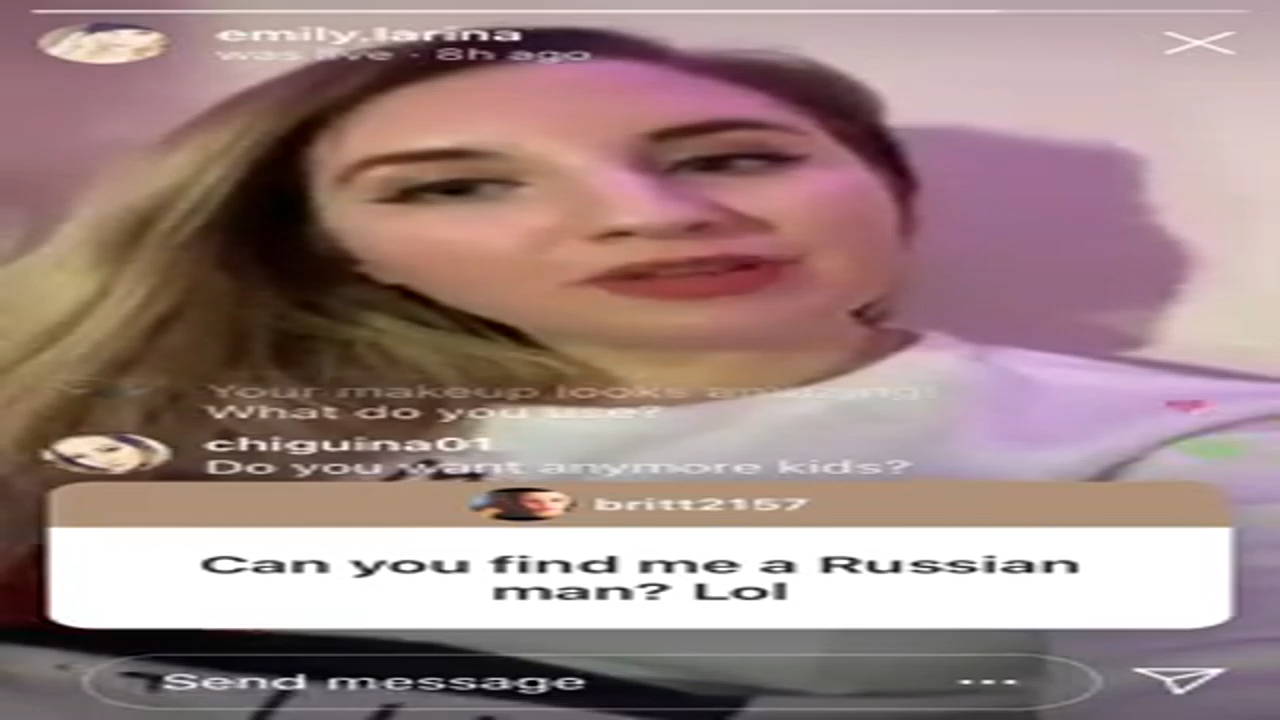 emily.larina
was live · 8h ago
Your makeup looks amazing!
What do you use?
chiguina01
Do you want anymore kids?
britt2157
Can you find me a Russian
man? Lol
Send message